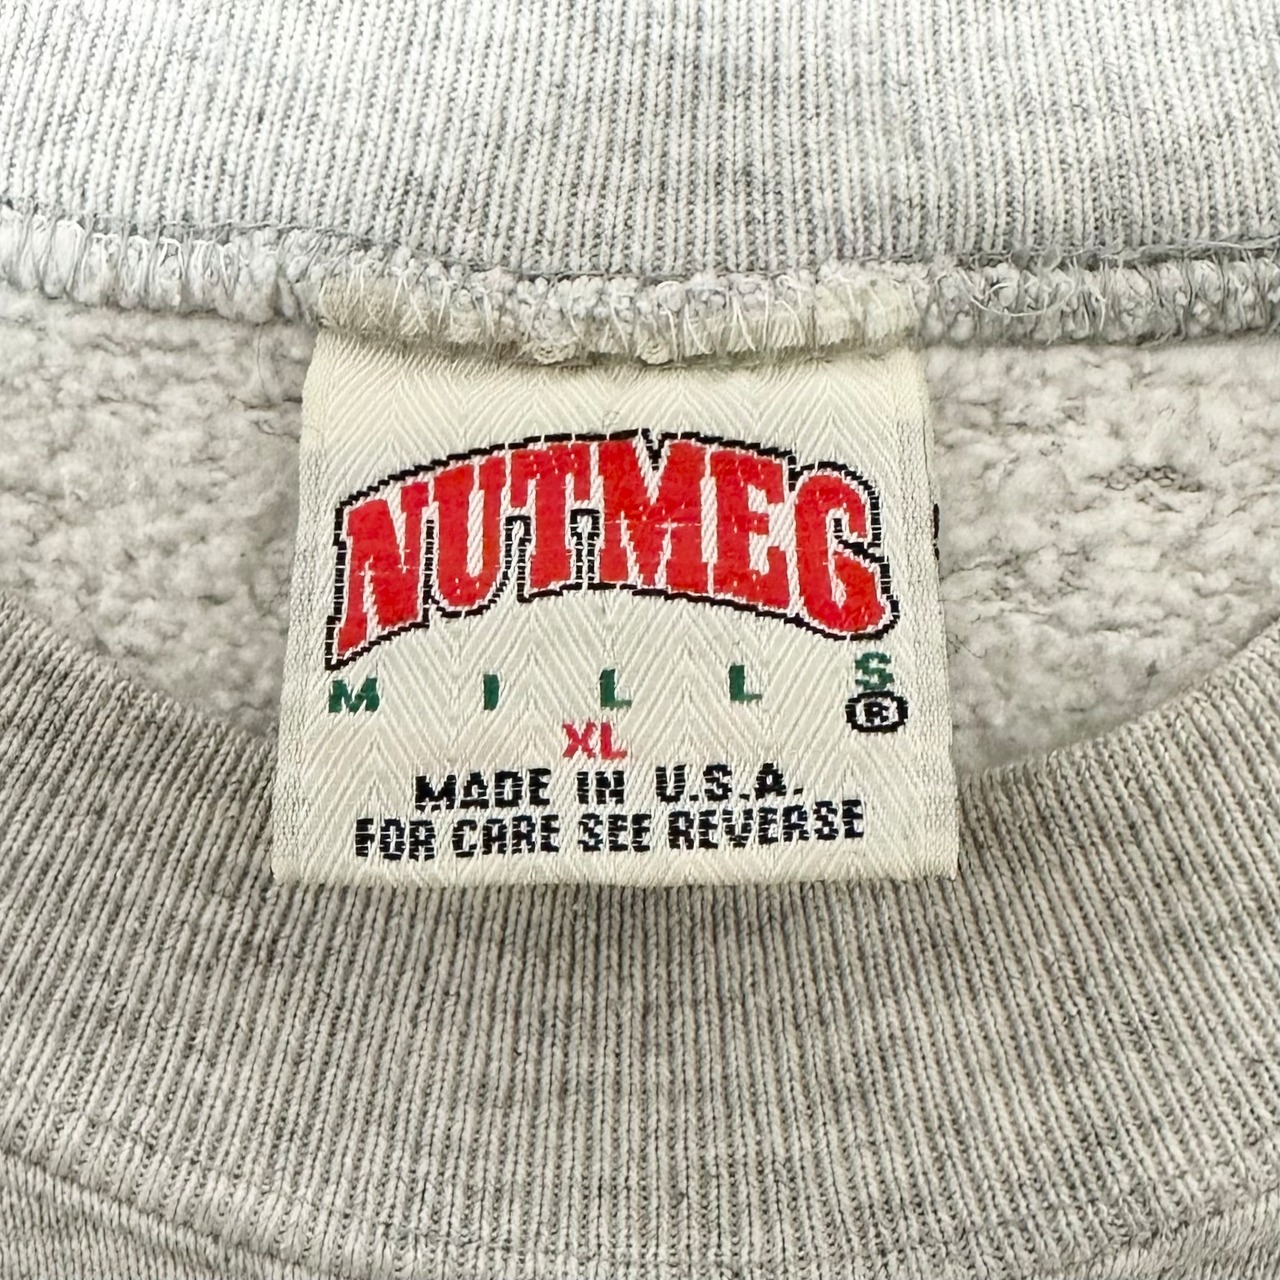 NUTMEG
MILLS
®
XL
MADE IN U.S.A.
FOR CARE SEE REVERSE